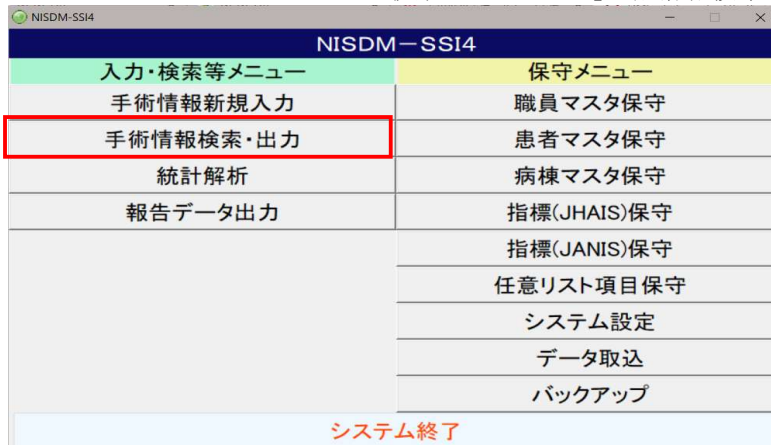 NISDM-SSI4
NISDM－SSI4
入力・検索等メニュー
保守メニュー
手術情報新規入力
職員マスタ保守
手術情報検索・出力
患者マスタ保守
統計解析
病棟マスタ保守
報告データ出力
指標(JHAIS)保守
指標(JANIS)保守
任意リスト項目保守
システム設定
データ取込
バックアップ
システム終了